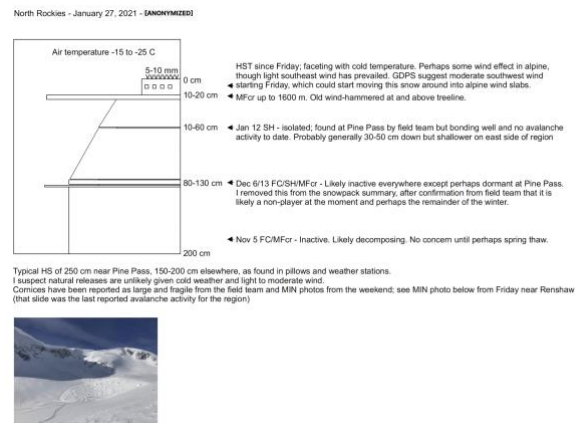 North Rockies - January 27, 2021 - [ANONYMIZED]
Air temperature -15 to -25 C
5-10 mm
0 cm
HST since Friday; faceting with cold temperature. Perhaps some wind effect in alpine,
though light southeast wind has prevailed. GDPS suggest moderate southwest wind
starting Friday, which could start moving this snow around into alpine wind slabs.
10-20 cm
MFcr up to 1600 m. Old wind-hammered at and above treeline.
10-60 cm
Jan 12 SH - isolated; found at Pine Pass by field team but bonding well and no avalanche
activity to date. Probably generally 30-50 cm down but shallower on east side of region
80-130 cm
Dec 6/13 FC/SH/MFcr - Likely inactive everywhere except perhaps dormant at Pine Pass.
I removed this from the snowpack summary, after confirmation from field team that it is
likely a non-player at the moment and perhaps the remainder of the winter.
Nov 5 FC/MFcr - Inactive. Likely decomposing. No concern until perhaps spring thaw.
200 cm
Typical HS of 250 cm near Pine Pass, 150-200 cm elsewhere, as found in pillows and weather stations.
I suspect natural releases are unlikely given cold weather and light to moderate wind.
Cornices have been reported as large and fragile from the field team and MIN photos from the weekend; see MIN photo below from Friday near Renshaw
(that slide was the last reported avalanche activity for the region)